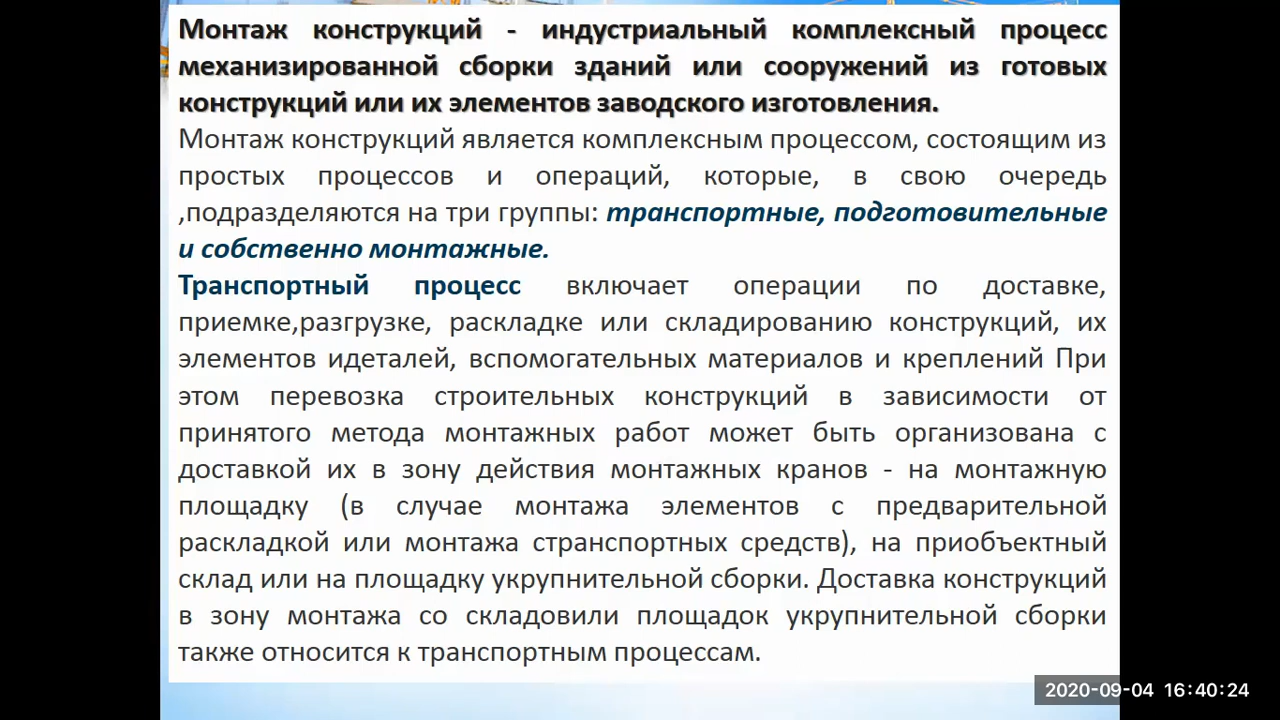 Монтаж конструкций - индустриальный комплексный процесс
механизированной сборки зданий или сооружений из готовых
конструкций или их элементов заводского изготовления.
Монтаж конструкций является комплексным процессом, состоящим из
простых процессов и операций, которые, в свою очередь
,подразделяются на три группы: транспортные, подготовительные
и собственно монтажные.
Транспортный процесс включает операции по доставке,
приемке,разгрузке, раскладке или складированию конструкций, их
элементов идеталей, вспомогательных материалов и креплений При
этом перевозка строительных конструкций в зависимости от
принятого метода монтажных работ может быть организована с
доставкой их в зону действия монтажных кранов - на монтажную
площадку (в случае монтажа элементов с предварительной
раскладкой или монтажа странспортных средств), на приобъектный
склад или на площадку укрупнительной сборки. Доставка конструкций
в зону монтажа со складовили площадок укрупнительной сборки
также относится к транспортным процессам.
2020-09-04 16:40:24